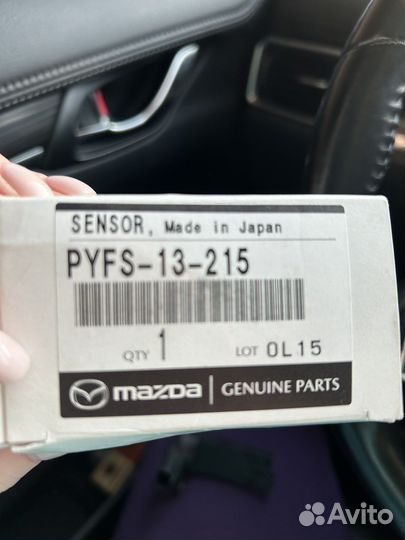 SENSOR, Made in Japan
PYFS-13-215
QTY 1 LOT 0L15
mazda GENUINE PARTS
Avito